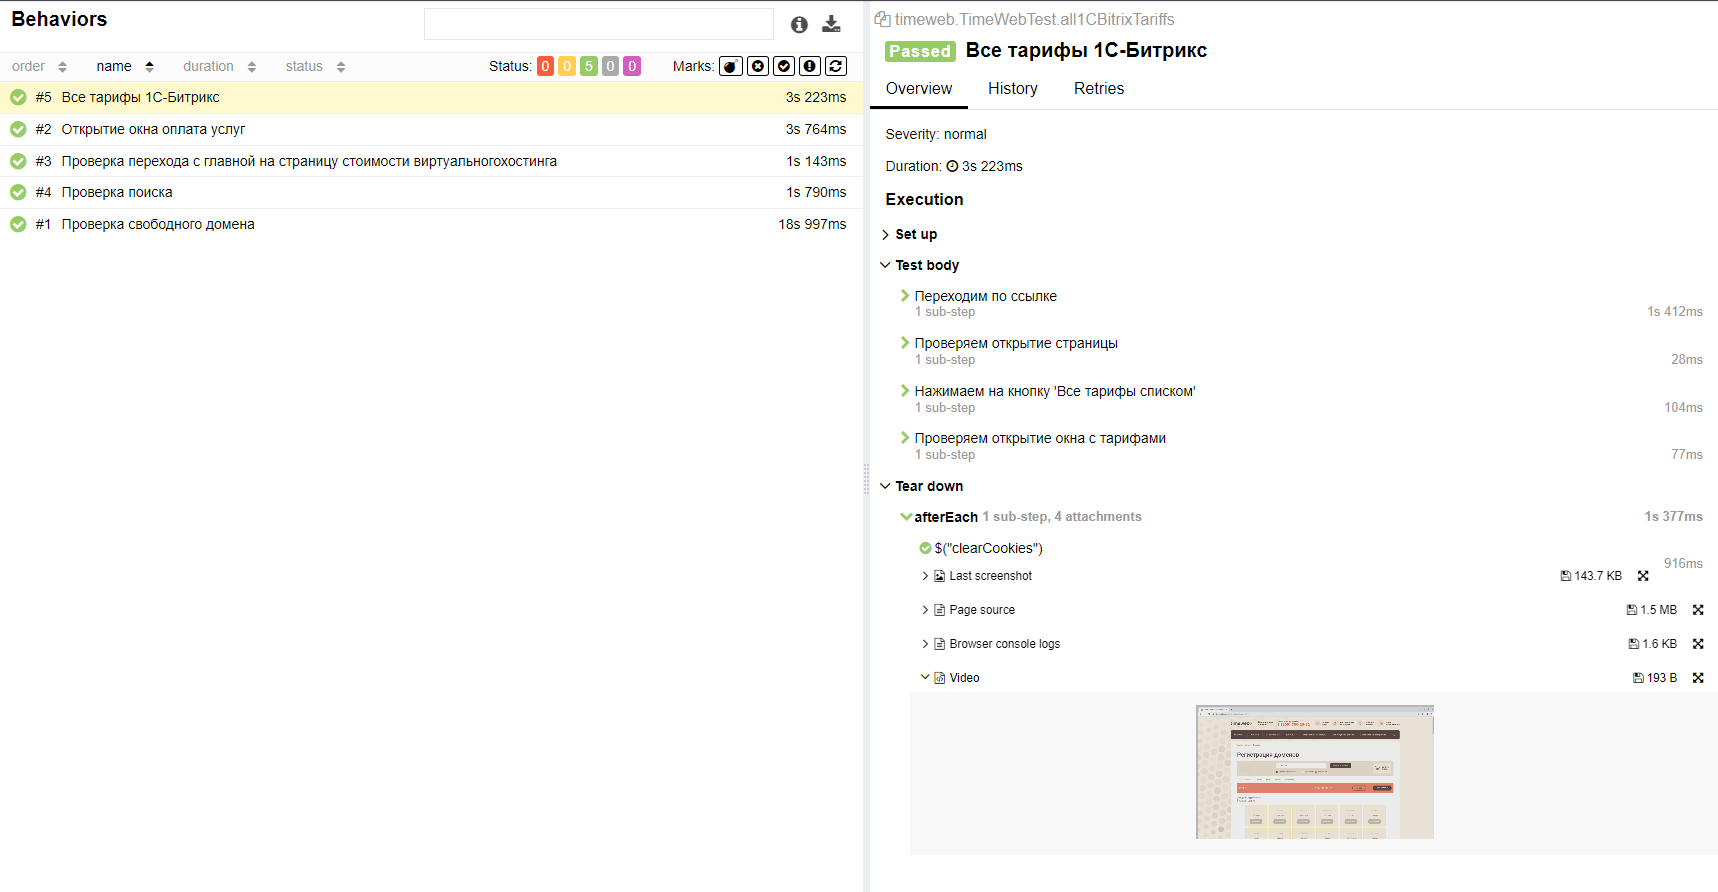 Behaviors
order name duration status Status: 0 0 5 0 0 Marks:
#5 Все тарифы 1С-Битрикс 3s 223ms
#2 Открытие окна оплата услуг 3s 764ms
#3 Проверка перехода с главной на страницу стоимости виртуальногохостинга 1s 143ms
#4 Проверка поиска 1s 790ms
#1 Проверка свободного домена 18s 997ms
timeweb.TimeWebTest.all1CBitrixTariffs
Passed Все тарифы 1С-Битрикс
Overview History Retries
Severity: normal
Duration: 3s 223ms
Execution
Set up
Test body
Переходим по ссылке
1 sub-step 1s 412ms
Проверяем открытие страницы
1 sub-step 28ms
Нажимаем на кнопку 'Все тарифы списком'
1 sub-step 104ms
Проверяем открытие окна с тарифами
1 sub-step 77ms
Tear down
afterEach 1 sub-step, 4 attachments 1s 377ms
$("clearCookies")
916ms
Last screenshot 143.7 KB
Page source 1.5 MB
Browser console logs 1.6 KB
Video 193 B
timeweb
Регистрация доменов